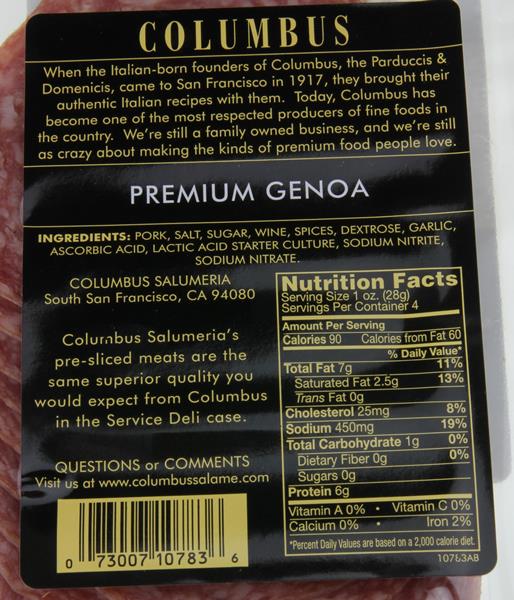 COLUMBUS
When the Italian-born founders of Columbus, the Parduccis &
Domenicis, came to San Francisco in 1917, they brought their
authentic Italian recipes with them. Today, Columbus has
become one of the most respected producers of fine foods in
the country. We're still a family owned business, and we're still
as crazy about making the kinds of premium food people love.
PREMIUM GENOA
INGREDIENTS: PORK, SALT, SUGAR, WINE, SPICES, DEXTROSE, GARLIC,
ASCORBIC ACID, LACTIC ACID STARTER CULTURE, SODIUM NITRITE,
SODIUM NITRATE.
COLUMBUS SALUMERIA
South San Francisco, CA 94080
Columbus Salumeria's
pre-sliced meats are the
same superior quality you
would expect from Columbus
in the Service Deli case.
QUESTIONS or COMMENTS
Visit us at www.columbussalame.com
0 73007 10783 6
Nutrition Facts
Serving Size 1 oz. (28g)
Servings Per Container 4
Amount Per Serving
Calories 90 Calories from Fat 60
% Daily Value*
Total Fat 7g 11%
Saturated Fat 2.5g 13%
Trans Fat 0g
Cholesterol 25mg 8%
Sodium 450mg 19%
Total Carbohydrate 1g 0%
Dietary Fiber 0g 0%
Sugars 0g
Protein 6g
Vitamin A 0% • Vitamin C 0%
Calcium 0% • Iron 2%
*Percent Daily Values are based on a 2,000 calorie diet.
10783AB